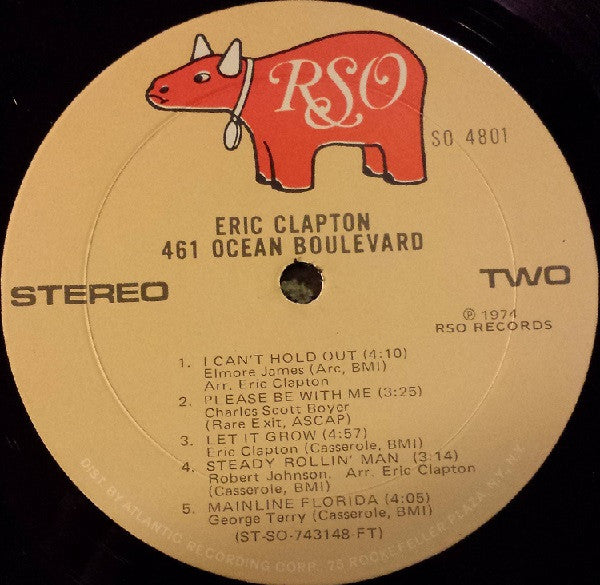 RSO
SO 4801
ERIC CLAPTON
461 OCEAN BOULEVARD
STEREO
TWO
℗ 1974
RSO RECORDS
1. I CAN'T HOLD OUT (4:10)
Elmore James (Arc, BMI)
Arr. Eric Clapton
2. PLEASE BE WITH ME (3:25)
Charles Scott Boyer
(Rare Exit, ASCAP)
3. LET IT GROW (4:57)
Eric Clapton (Casserole, BMI)
4. STEADY ROLLIN' MAN (3:14)
Robert Johnson, Arr. Eric Clapton
(Casserole, BMI)
5. MAINLINE FLORIDA (4:05)
George Terry (Casserole, BMI)
(ST-SO-743148-FT)
DIST. BY ATLANTIC RECORDING CORP. 75 ROCKEFELLER PLAZA, N.Y. N.Y.